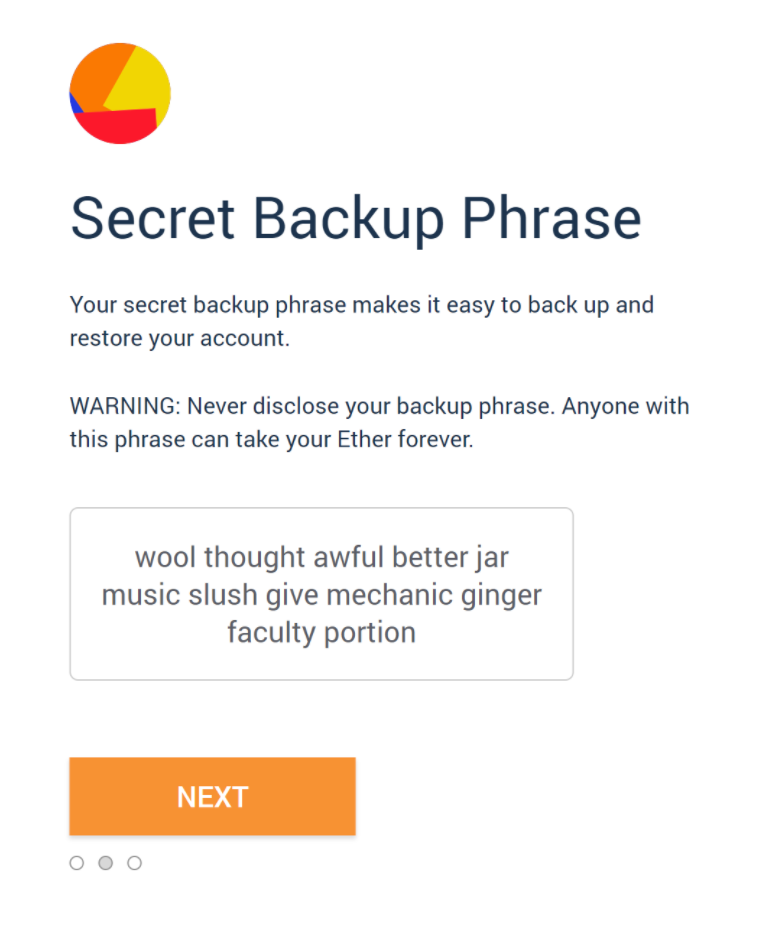 Secret Backup Phrase
Your secret backup phrase makes it easy to back up and
restore your account.
WARNING: Never disclose your backup phrase. Anyone with
this phrase can take your Ether forever.
wool thought awful better jar
music slush give mechanic ginger
faculty portion
NEXT